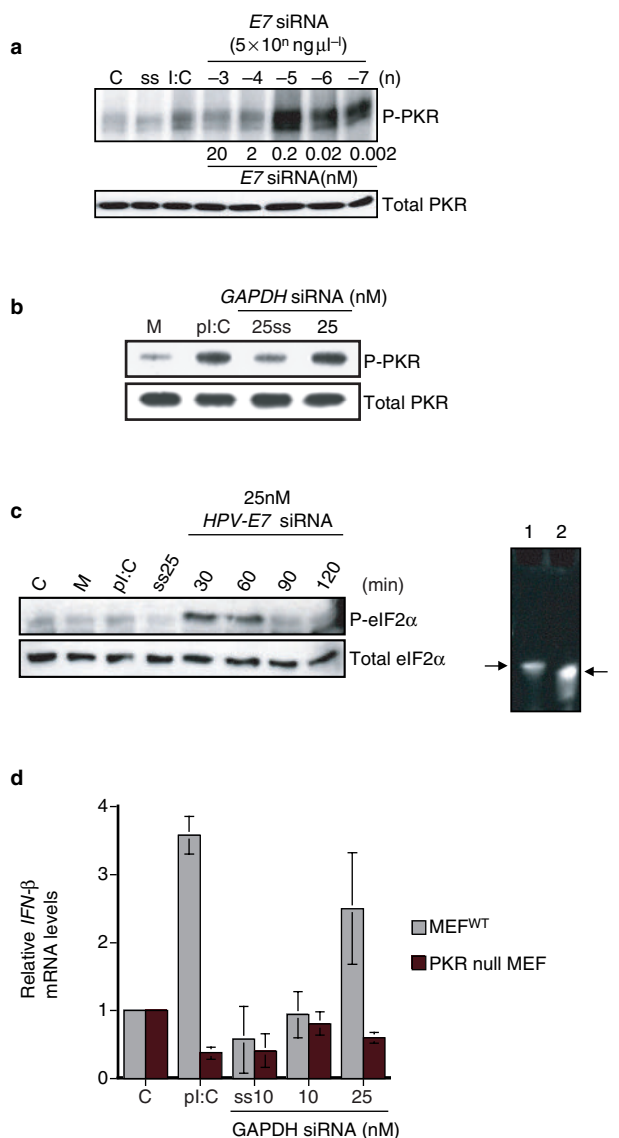 a
E7 siRNA
(5×10ⁿ ng µl⁻ˡ)
C ss I:C –3 –4 –5 –6 –7 (n)
P-PKR
20 2 0.2 0.02 0.002
E7 siRNA(nM)
Total PKR
b
GAPDH siRNA (nM)
M pI:C 25ss 25
P-PKR
Total PKR
c
25nM
HPV-E7 siRNA
C M pI:C ss25 30 60 90 120 (min)
P-eIF2α
Total eIF2α
1 2
d
Relative IFN-β
mRNA levels
4
3
2
1
0
MEFᵂᵀ
PKR null MEF
C pI:C ss10 10 25
GAPDH siRNA (nM)